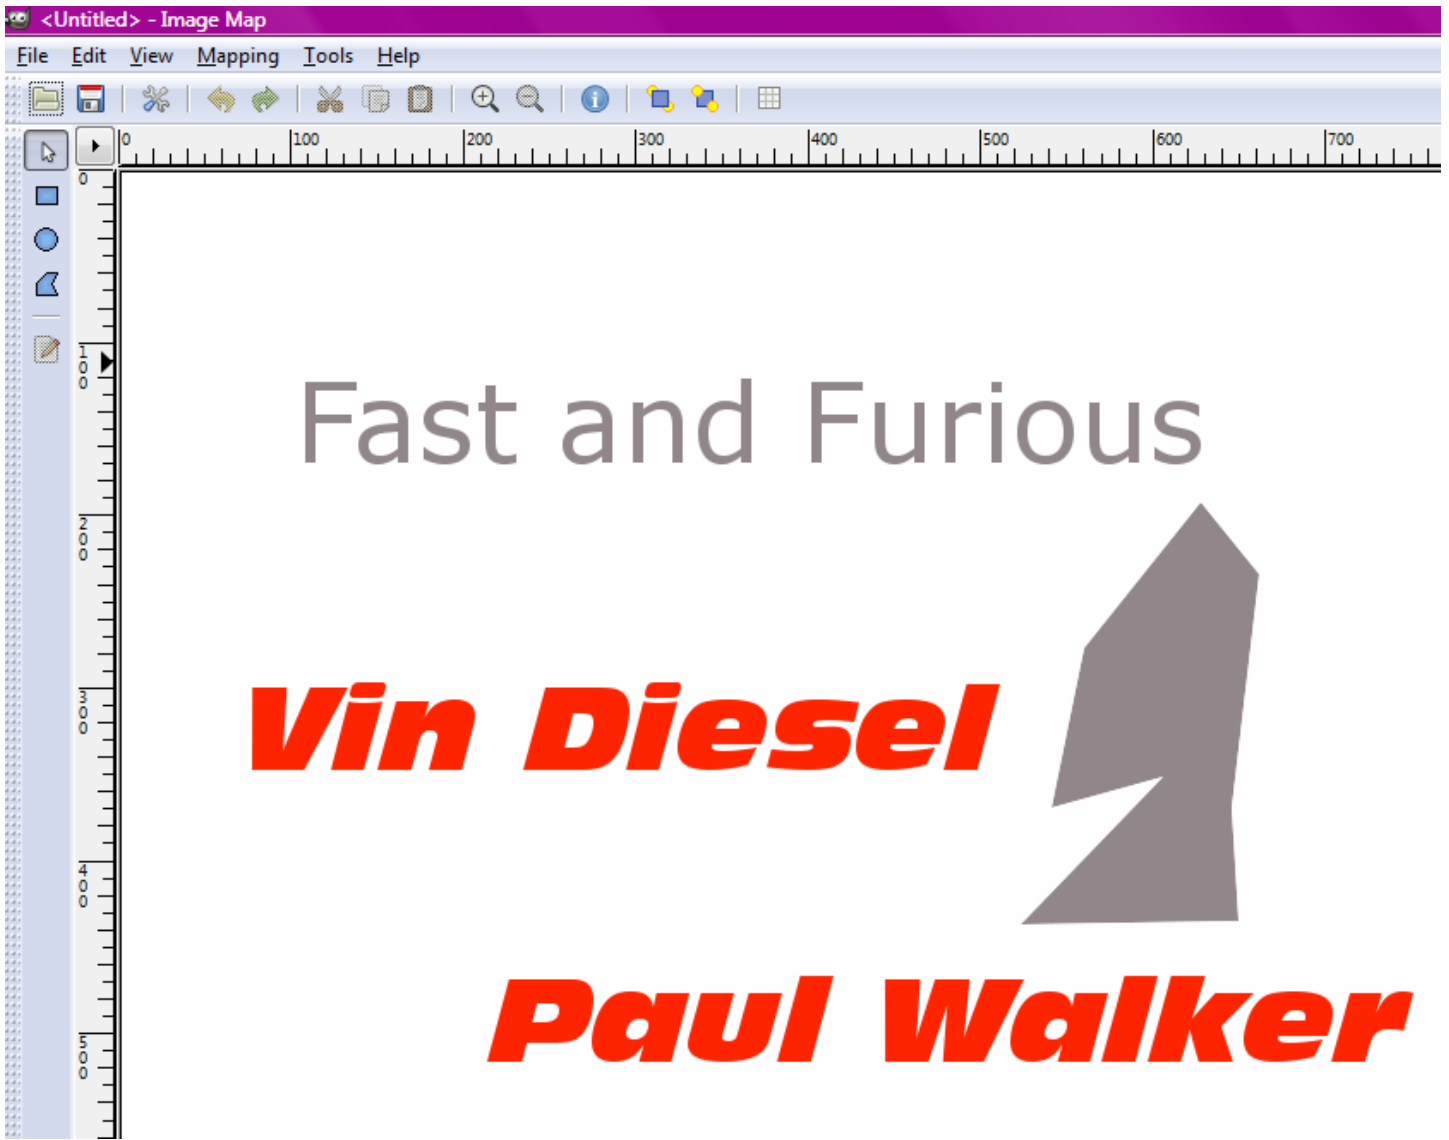 <Untitled> - Image Map
File Edit View Mapping Tools Help
0 100 200 300 400 500 600 700
0
100
200
300
400
500
Fast and Furious
Vin Diesel
Paul Walker